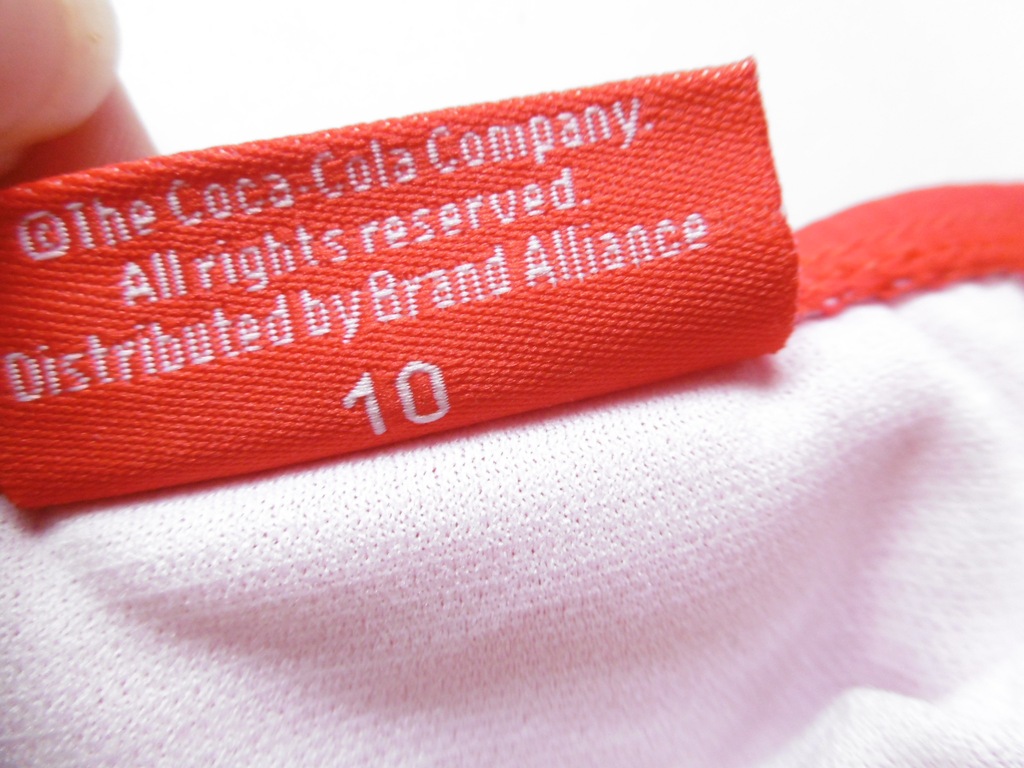 ©The Coca-Cola Company.
All rights reserved.
Distributed by Brand Alliance
10